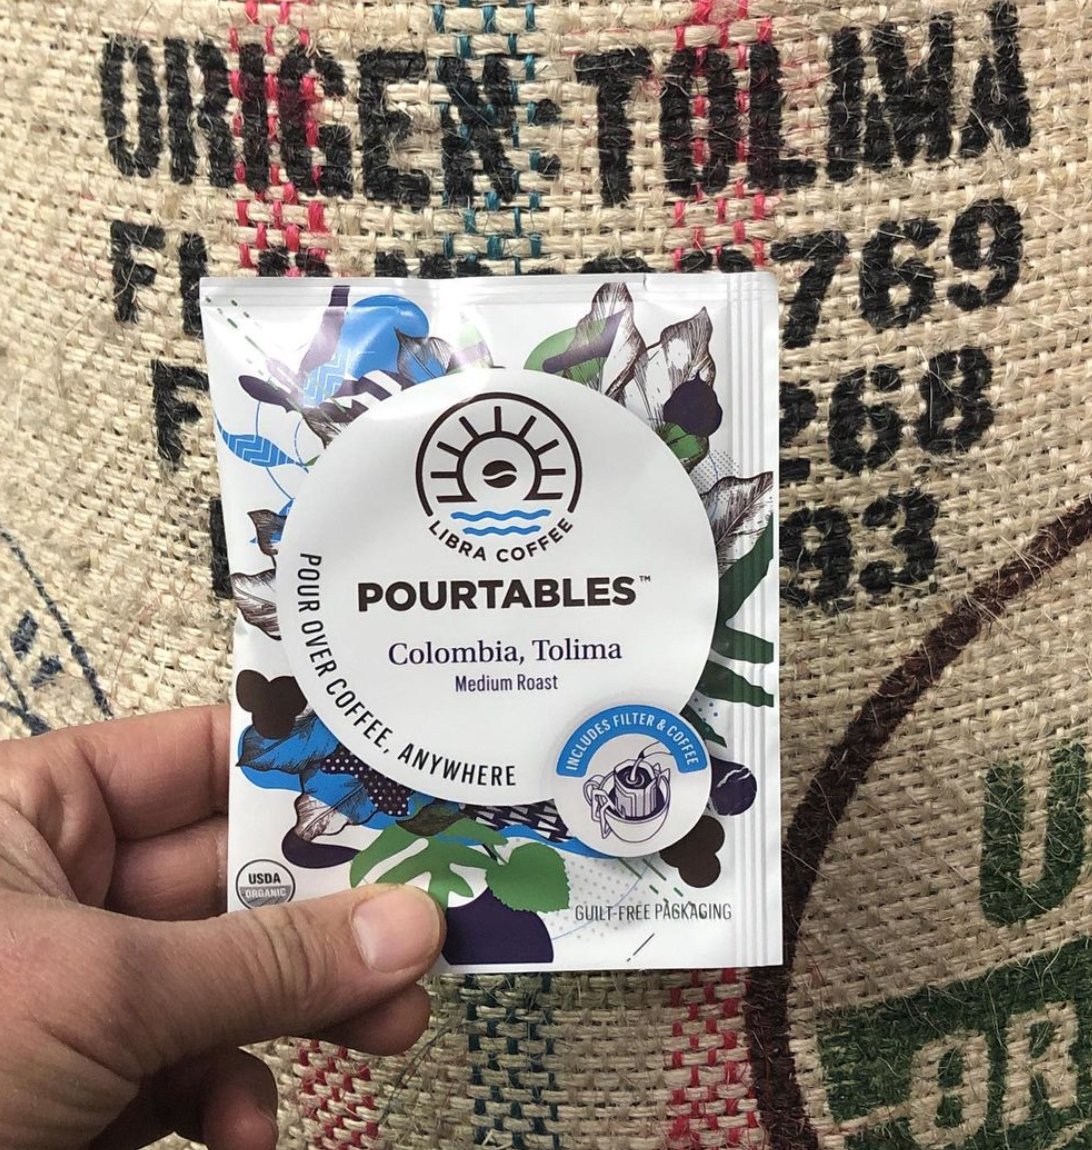 ORIGEN:TOLIMA
769
268
93
LIBRA COFFEE
POURTABLES™
Colombia, Tolima
Medium Roast
POUR OVER COFFEE, ANYWHERE
INCLUDES FILTER & COFFEE
USDA
ORGANIC
GUILT-FREE PACKAGING
U
OR